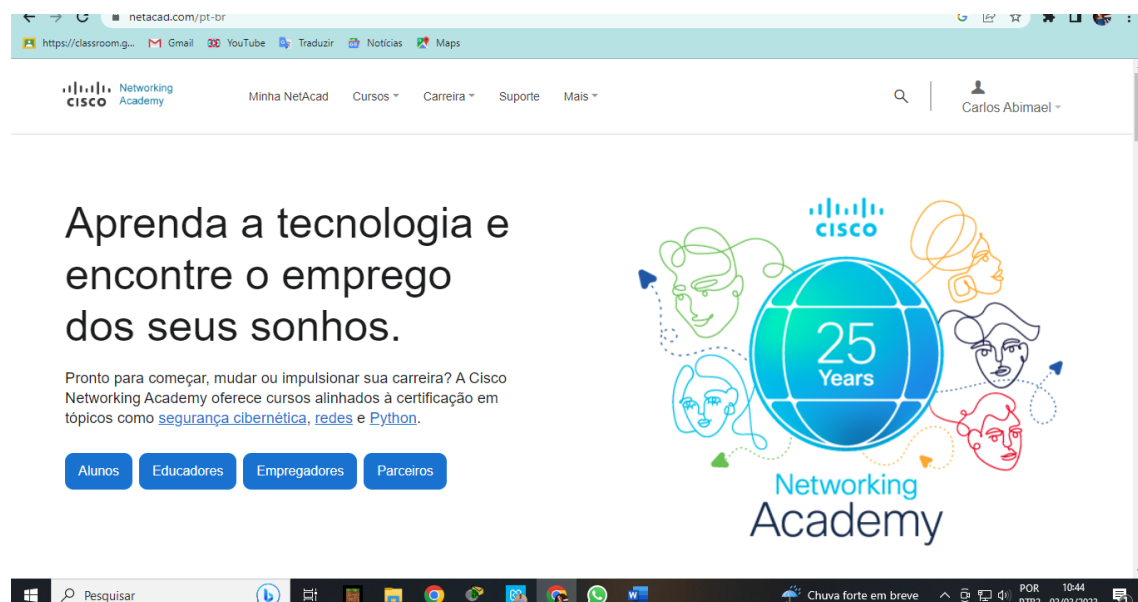 netacad.com/pt-br
https://classroom.g... Gmail YouTube Traduzir Notícias Maps
CISCO Networking Academy
Minha NetAcad Cursos Carreira Suporte Mais
Carlos Abimael
Aprenda a tecnologia e
encontre o emprego
dos seus sonhos.
Pronto para começar, mudar ou impulsionar sua carreira? A Cisco
Networking Academy oferece cursos alinhados à certificação em
tópicos como segurança cibernética, redes e Python.
Alunos Educadores Empregadores Parceiros
CISCO
25
Years
Networking
Academy
Pesquisar
Chuva forte em breve
POR 10:44